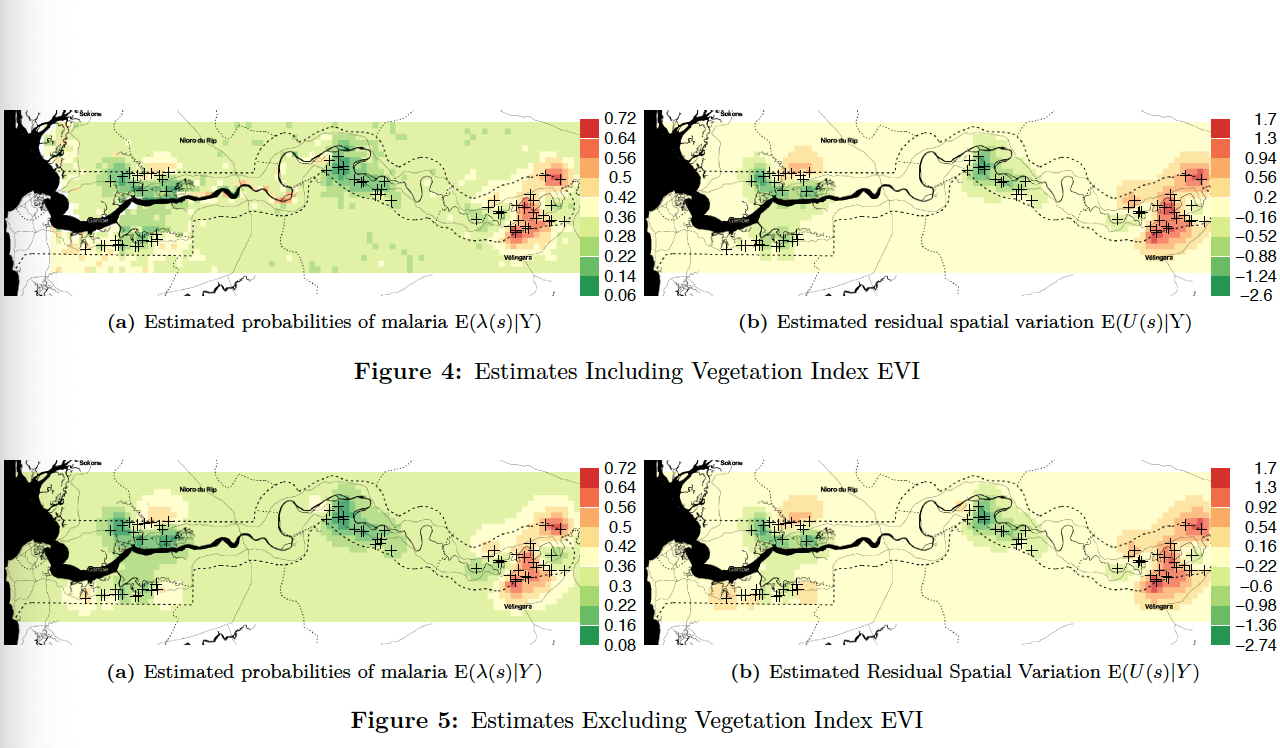 Sokone
Nioro du Rip
Gambie
Vélingara
0.72
0.64
0.56
0.5
0.42
0.36
0.28
0.22
0.14
0.06
Sokone
Nioro du Rip
Gambie
Vélingara
1.7
1.3
0.94
0.56
0.2
−0.16
−0.52
−0.88
−1.24
−2.6
(a) Estimated probabilities of malaria E(λ(s)|Y)
(b) Estimated residual spatial variation E(U(s)|Y)
Figure 4: Estimates Including Vegetation Index EVI
Sokone
Nioro du Rip
Gambie
Vélingara
0.72
0.64
0.56
0.5
0.42
0.36
0.3
0.22
0.16
0.08
Sokone
Nioro du Rip
Gambie
Vélingara
1.7
1.3
0.92
0.54
0.16
−0.22
−0.6
−0.98
−1.36
−2.74
(a) Estimated probabilities of malaria E(λ(s)|Y)
(b) Estimated Residual Spatial Variation E(U(s)|Y)
Figure 5: Estimates Excluding Vegetation Index EVI